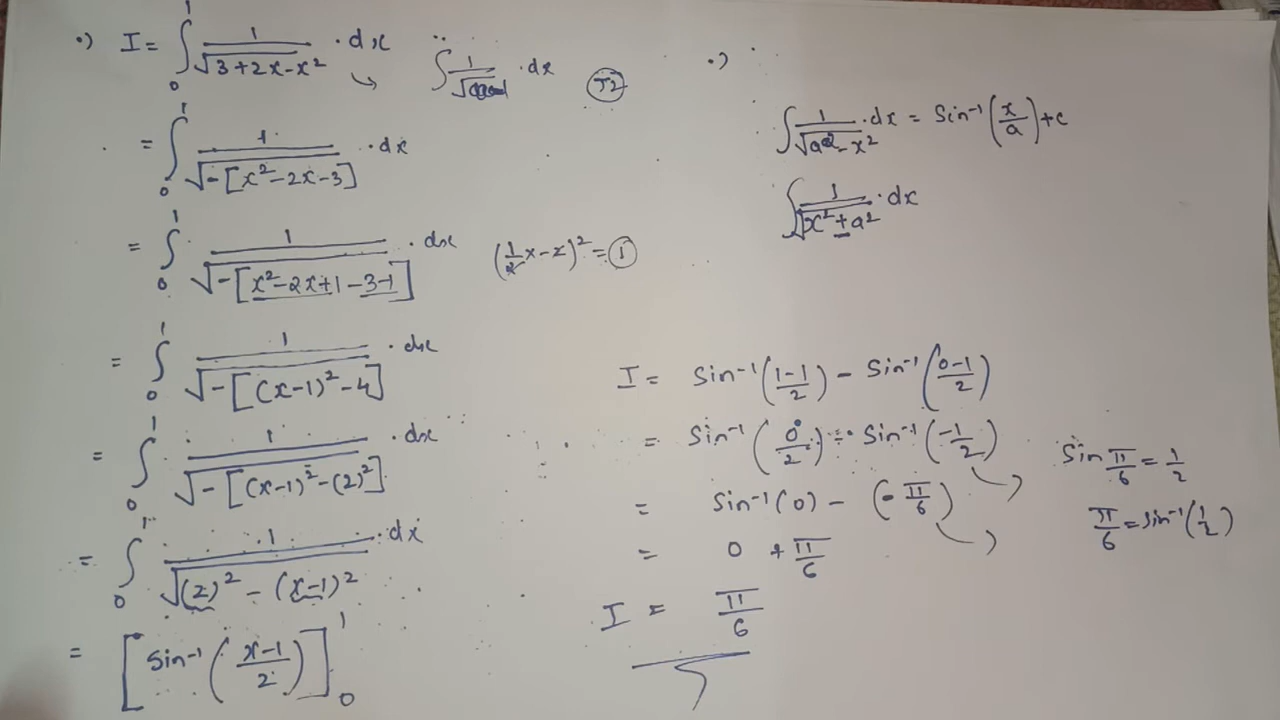 •) I = ∫₀¹ 1/√(3+2x-x²) · dx
∫ 1/√ · dx
= ∫₀¹ 1/√(-[x²-2x-3]) · dx
= ∫₀¹ 1/√(-[x²-2x+1-3-1]) · dx (1/2 x-2)² = ①
= ∫₀¹ 1/√(-[(x-1)²-4]) · dx
= ∫₀¹ 1/√(-[(x-1)²-(2)²]) · dx
= ∫₀¹ 1/√((2)²-(x-1)²) · dx
= [Sin⁻¹((x-1)/2)]₀¹
•)
∫ 1/√(a²-x²) · dx = Sin⁻¹(x/a)+c
∫ 1/√(x²+a²) · dx
I = Sin⁻¹((1-1)/2) - Sin⁻¹((0-1)/2)
= Sin⁻¹(0/2) - Sin⁻¹(-1/2)
= Sin⁻¹(0) - (-π/6)
= 0 + π/6
I = π/6
Sin π/6 = 1/2
π/6 = Sin⁻¹(1/2)